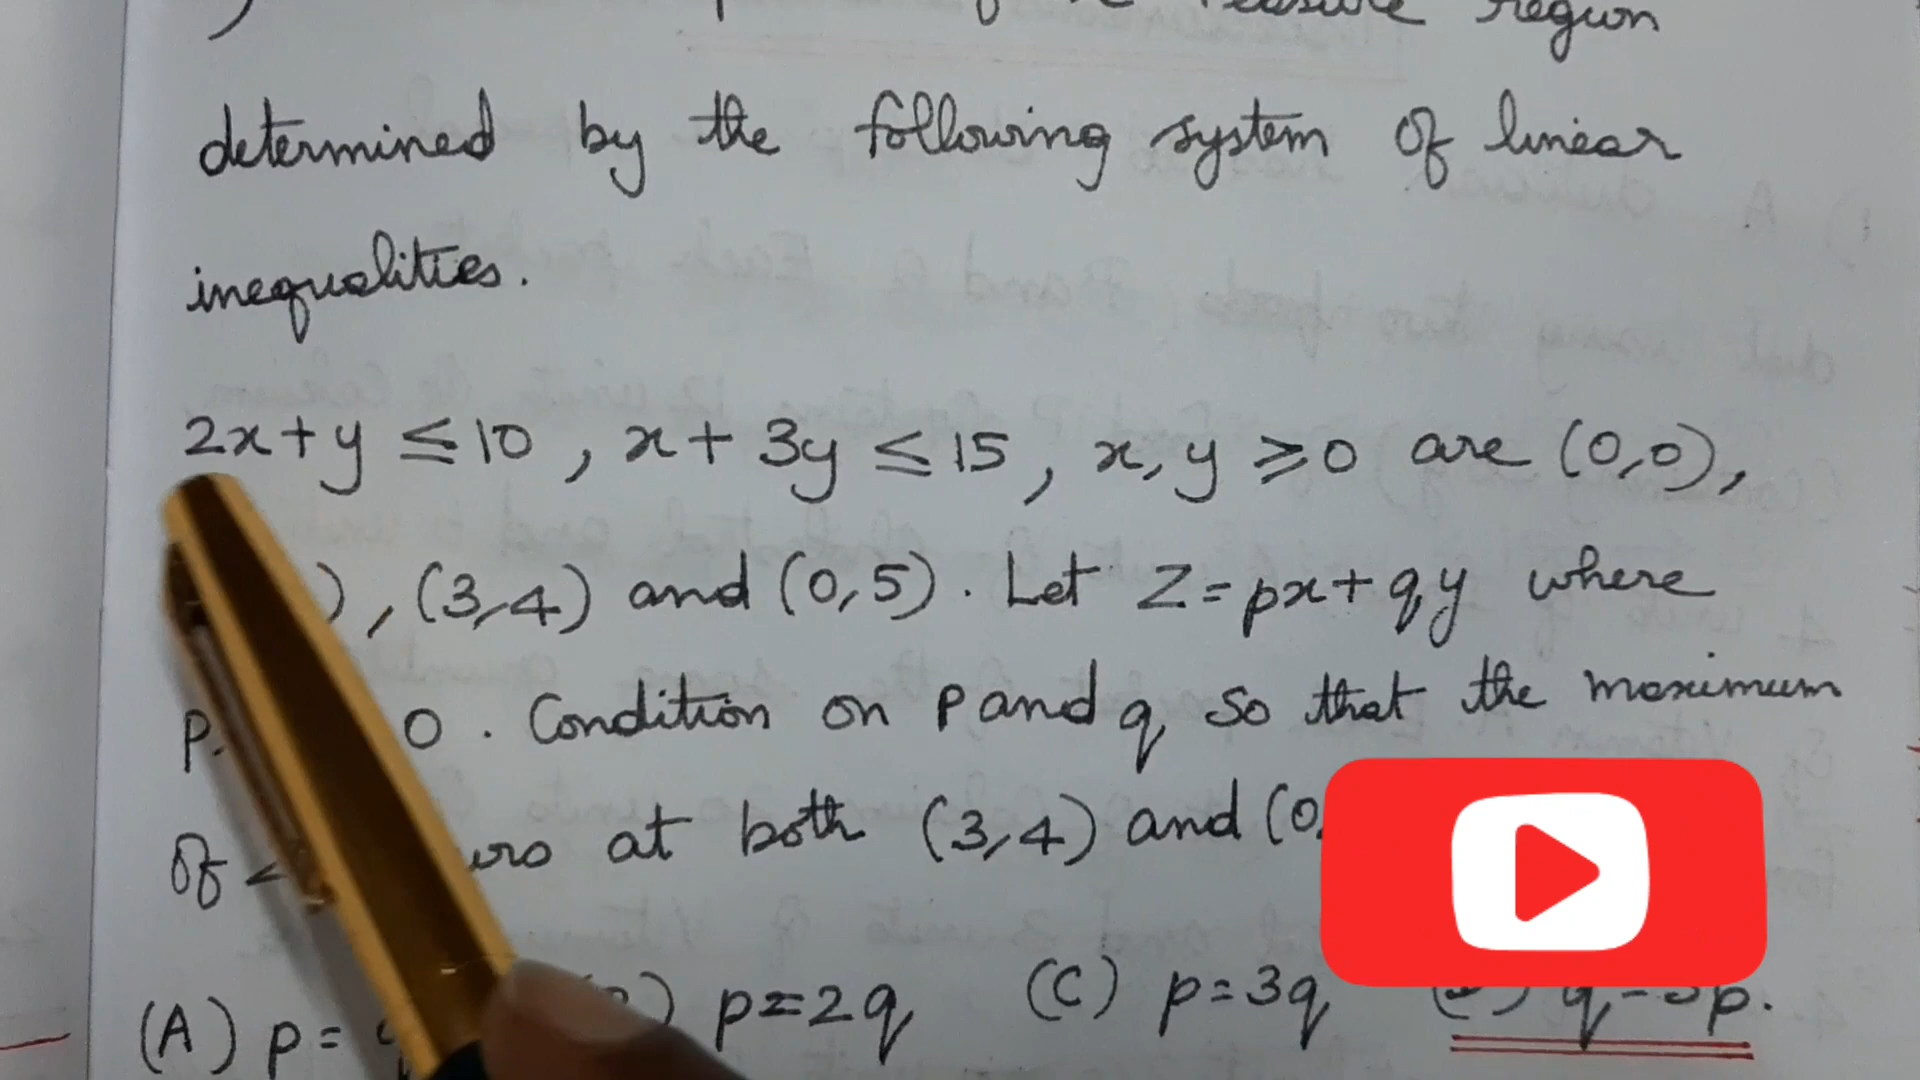 region
determined by the following system of linear
inequalities.
2x+y ≤ 10, x+ 3y ≤ 15, x, y ≥ 0 are (0,0),
), (3,4) and (0,5). Let Z=px+qy where
p, 0. Condition on p and q so that the maximum
of at both (3,4) and (0,
(A) p= (B) p=2q (C) p=3q (D) q=3p.